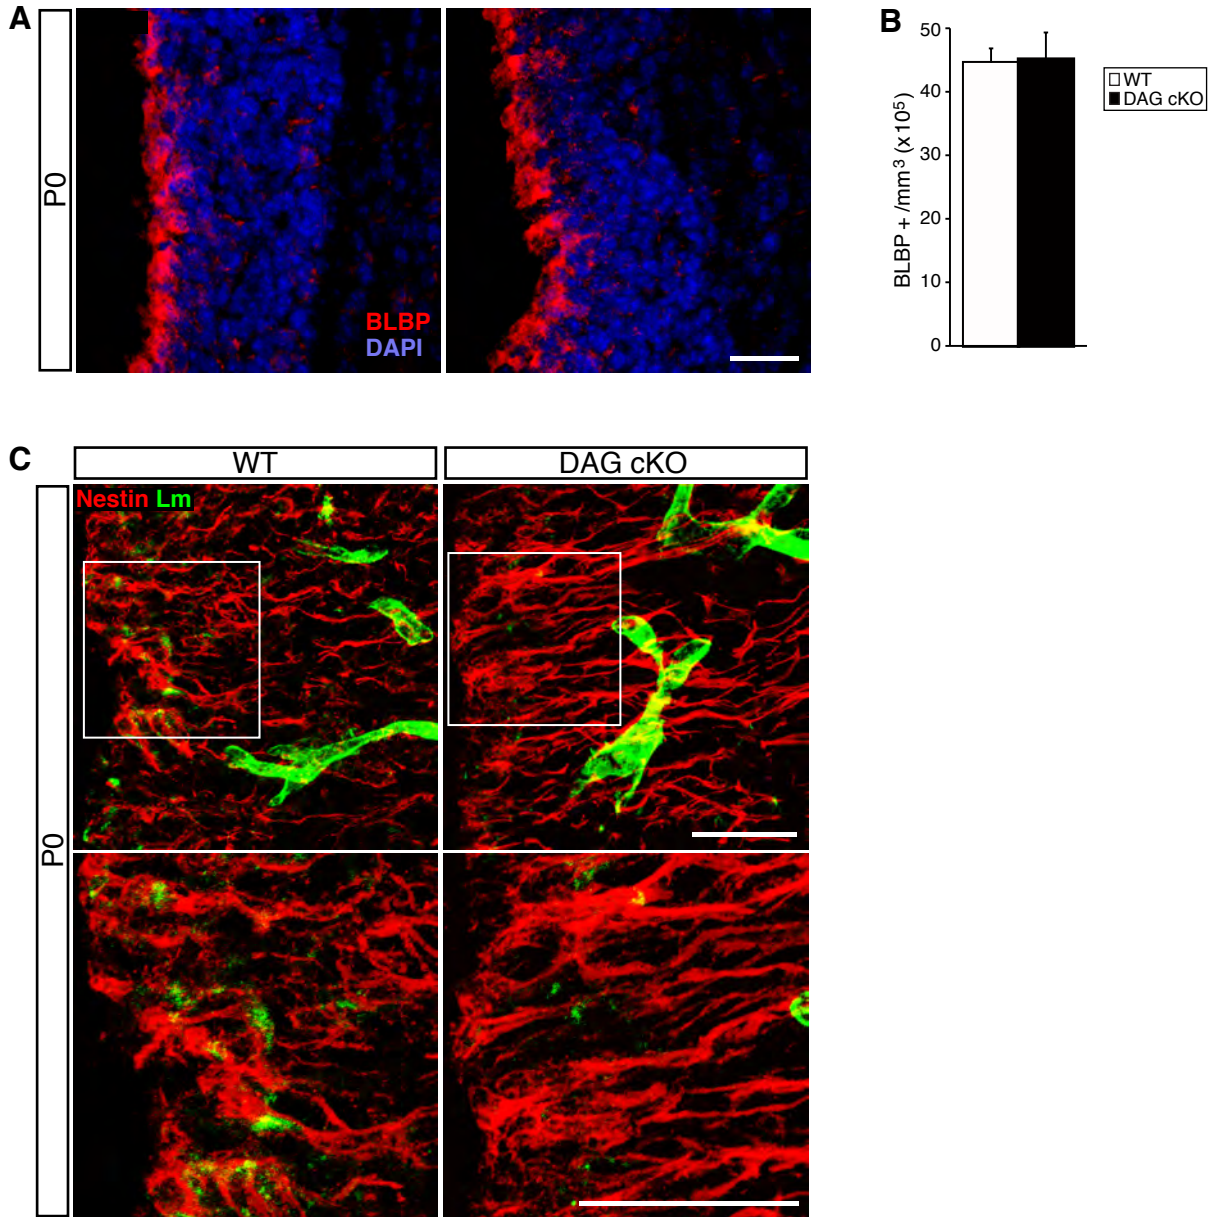 A
P0
BLBP
DAPI
B
50
40
30
20
10
0
BLBP + /mm³ (x 10⁵)
WT
DAG cKO
C
WT
DAG cKO
P0
Nestin Lm